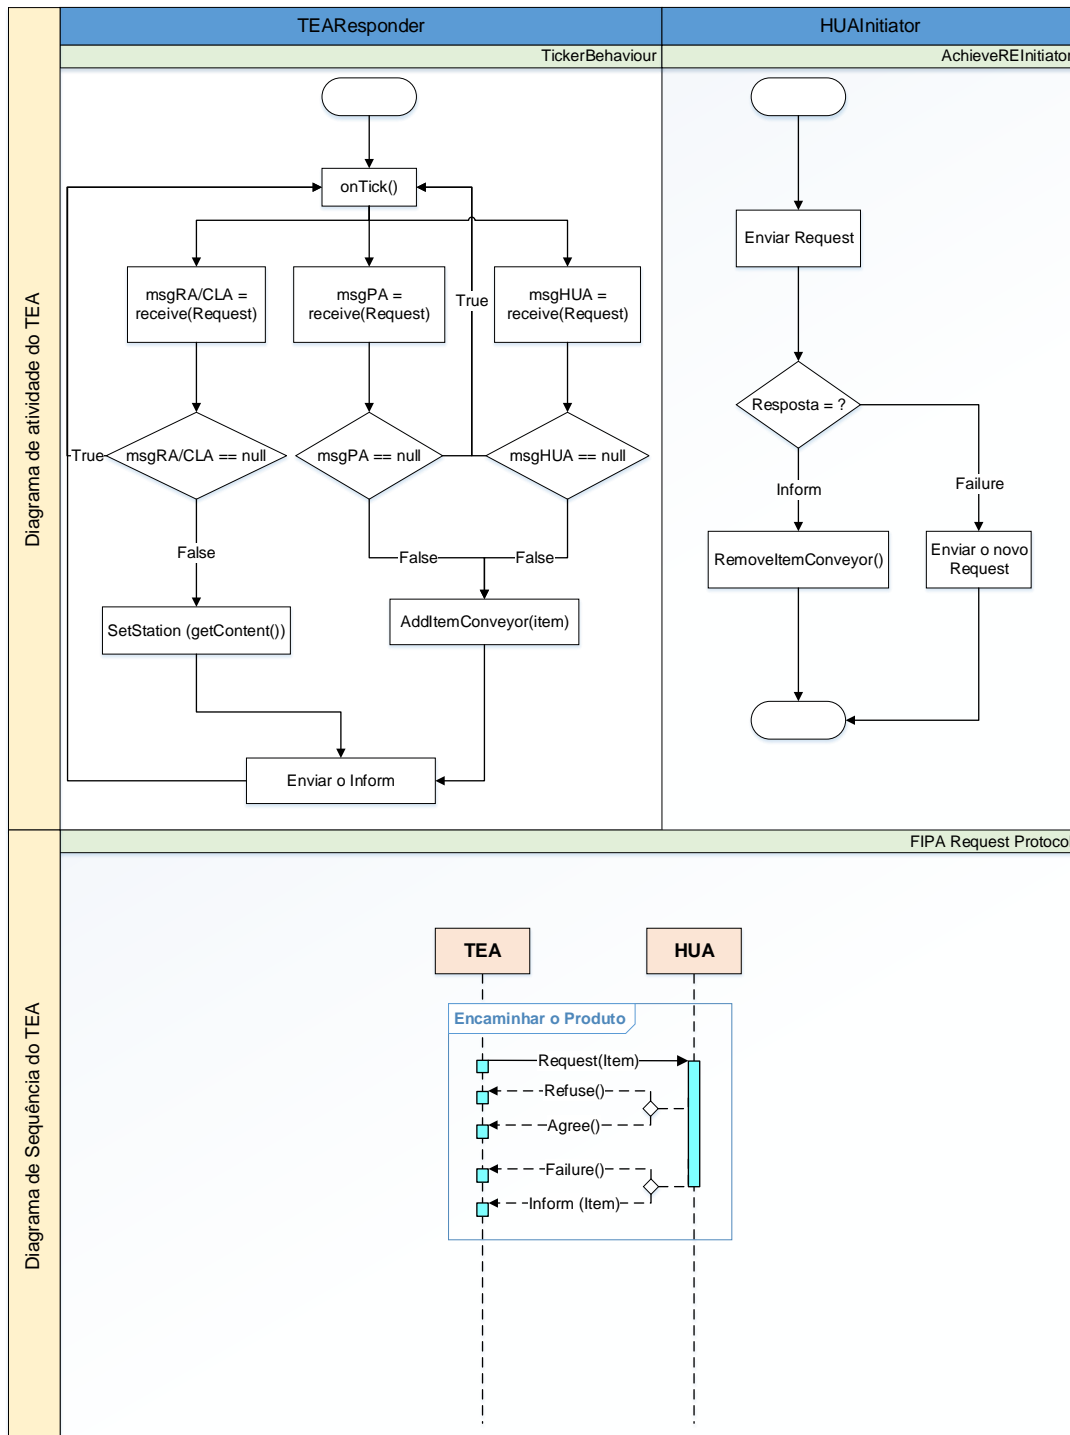 TEAResponder
HUAInitiator
TickerBehaviour
AchieveREInitiator
Diagrama de atividade do TEA
onTick()
Enviar Request
msgRA/CLA =
receive(Request)
msgPA =
receive(Request)
True
msgHUA =
receive(Request)
Resposta = ?
True
msgRA/CLA == null
msgPA == null
msgHUA == null
Inform
Failure
False
False
False
RemoveItemConveyor()
Enviar o novo
Request
SetStation (getContent())
AddItemConveyor(item)
Enviar o Inform
FIPA Request Protocol
Diagrama de Sequência do TEA
TEA
HUA
Encaminhar o Produto
Request(Item)
Refuse()
Agree()
Failure()
Inform (Item)